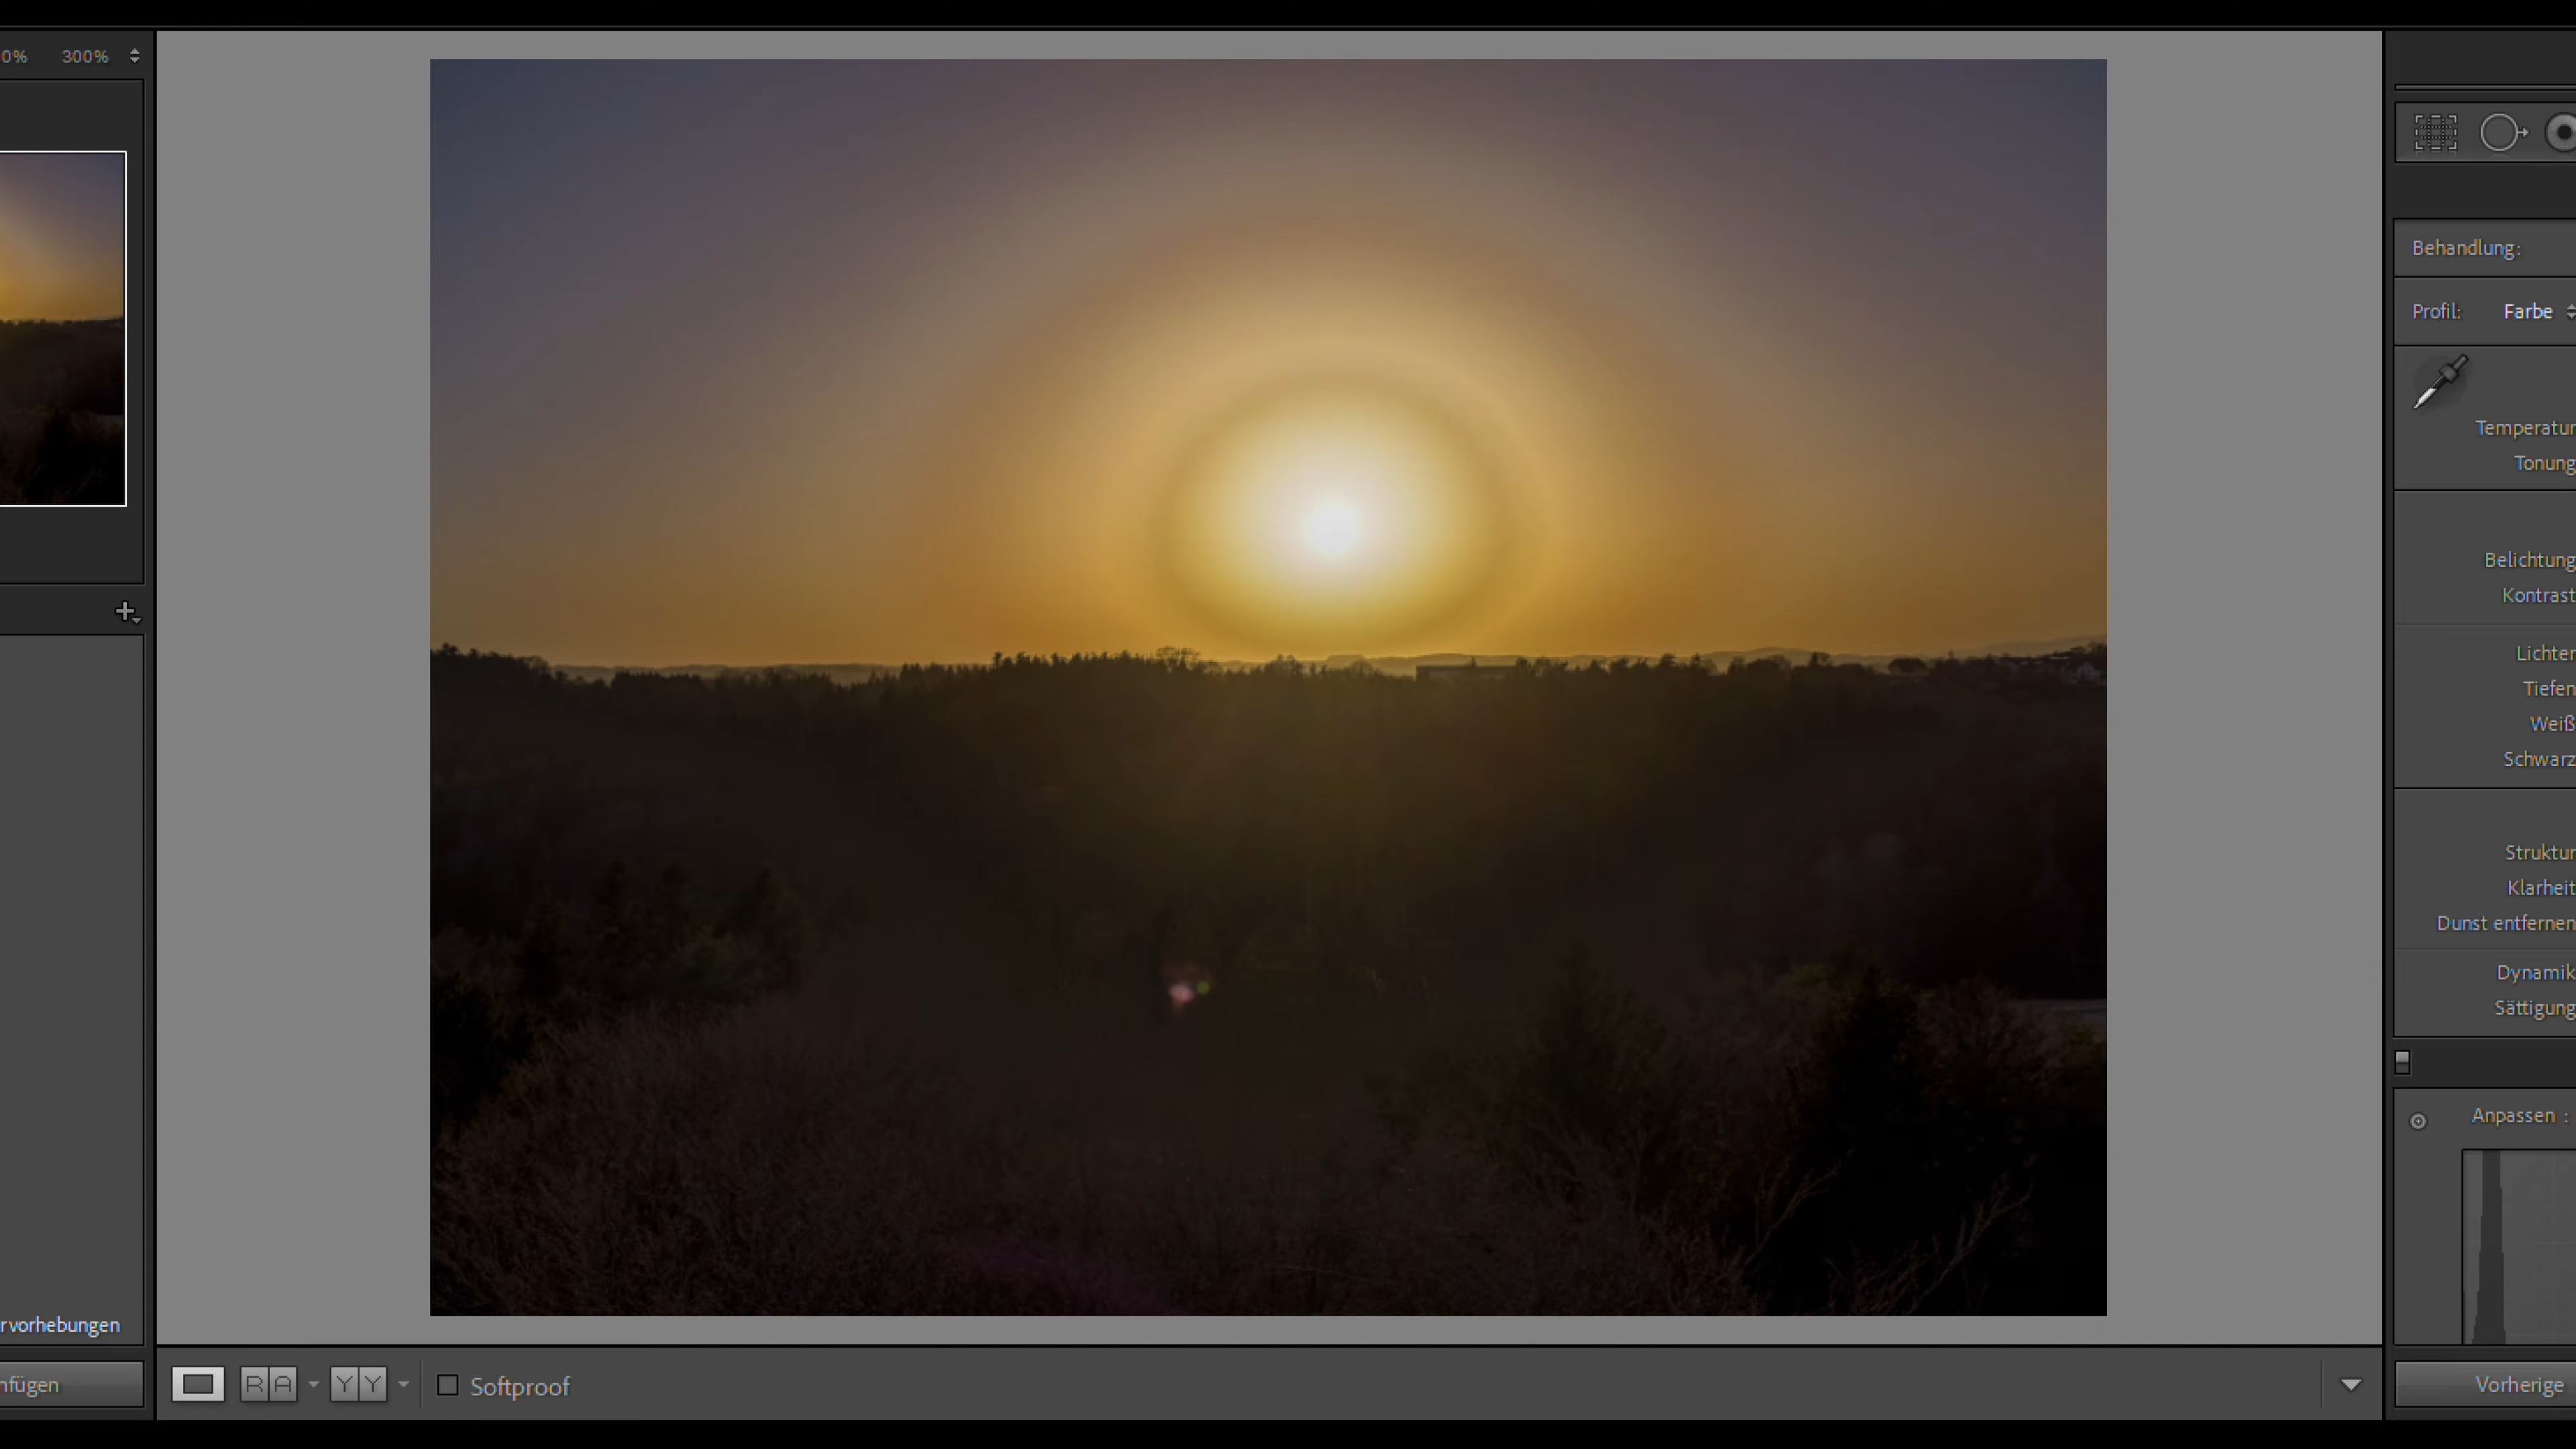 0% 300%
rvorhebungen
nfügen
R A Y Y Softproof
Behandlung:
Profil: Farbe
Temperatur
Tonung
Belichtung
Kontrast
Lichter
Tiefen
Weiß
Schwarz
Struktur
Klarheit
Dunst entfernen
Dynamik
Sättigung
Anpassen :
Vorherige